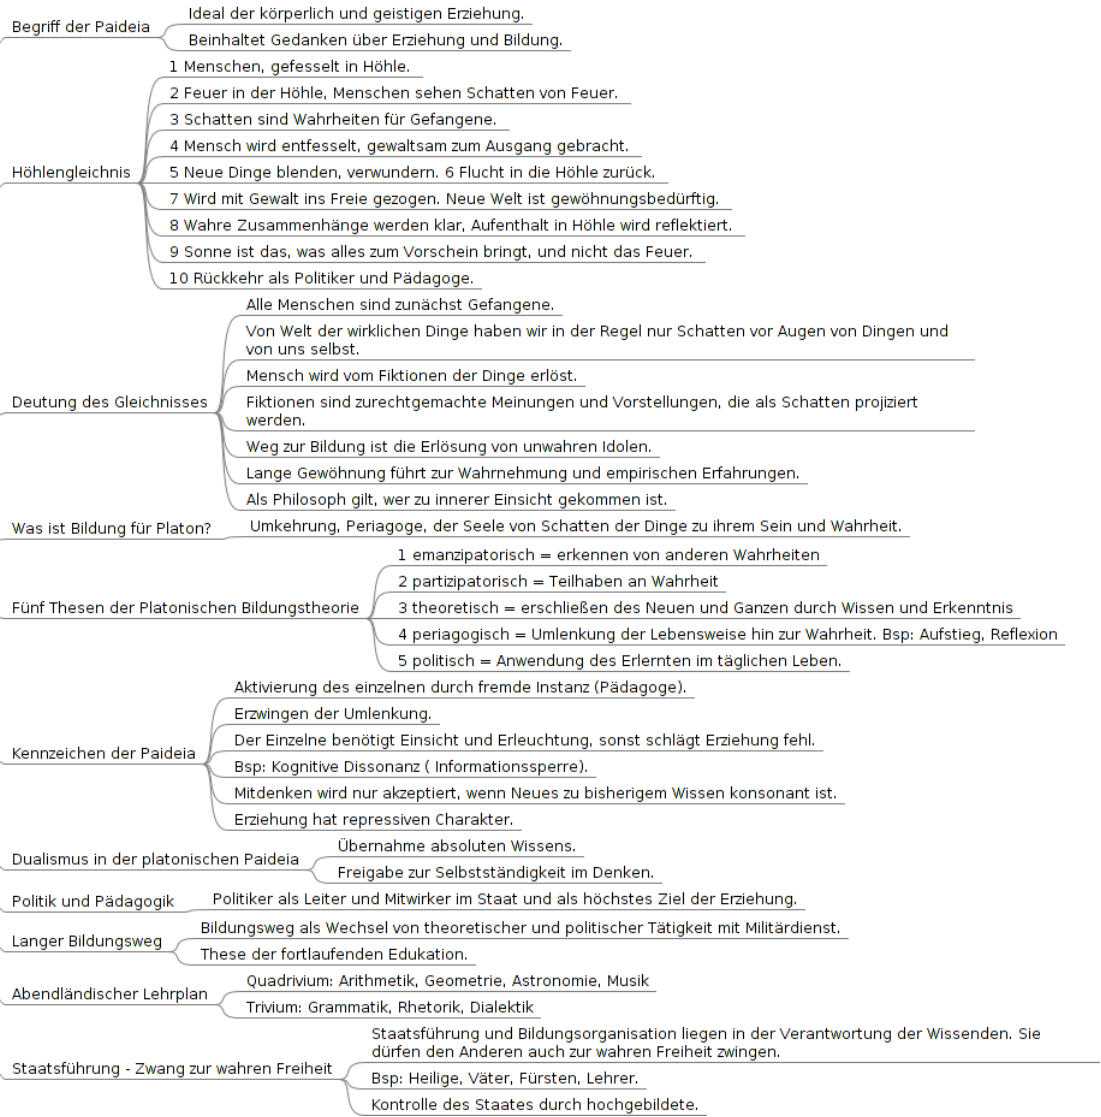 Begriff der Paideia
Ideal der körperlich und geistigen Erziehung.
Beinhaltet Gedanken über Erziehung und Bildung.
Höhlengleichnis
1 Menschen, gefesselt in Höhle.
2 Feuer in der Höhle, Menschen sehen Schatten von Feuer.
3 Schatten sind Wahrheiten für Gefangene.
4 Mensch wird entfesselt, gewaltsam zum Ausgang gebracht.
5 Neue Dinge blenden, verwundern. 6 Flucht in die Höhle zurück.
7 Wird mit Gewalt ins Freie gezogen. Neue Welt ist gewöhnungsbedürftig.
8 Wahre Zusammenhänge werden klar, Aufenthalt in Höhle wird reflektiert.
9 Sonne ist das, was alles zum Vorschein bringt, und nicht das Feuer.
10 Rückkehr als Politiker und Pädagoge.
Deutung des Gleichnisses
Alle Menschen sind zunächst Gefangene.
Von Welt der wirklichen Dinge haben wir in der Regel nur Schatten vor Augen von Dingen und
von uns selbst.
Mensch wird vom Fiktionen der Dinge erlöst.
Fiktionen sind zurechtgemachte Meinungen und Vorstellungen, die als Schatten projiziert
werden.
Weg zur Bildung ist die Erlösung von unwahren Idolen.
Lange Gewöhnung führt zur Wahrnehmung und empirischen Erfahrungen.
Als Philosoph gilt, wer zu innerer Einsicht gekommen ist.
Was ist Bildung für Platon?
Umkehrung, Periagoge, der Seele von Schatten der Dinge zu ihrem Sein und Wahrheit.
Fünf Thesen der Platonischen Bildungstheorie
1 emanzipatorisch = erkennen von anderen Wahrheiten
2 partizipatorisch = Teilhaben an Wahrheit
3 theoretisch = erschließen des Neuen und Ganzen durch Wissen und Erkenntnis
4 periagogisch = Umlenkung der Lebensweise hin zur Wahrheit. Bsp: Aufstieg, Reflexion
5 politisch = Anwendung des Erlernten im täglichen Leben.
Kennzeichen der Paideia
Aktivierung des einzelnen durch fremde Instanz (Pädagoge).
Erzwingen der Umlenkung.
Der Einzelne benötigt Einsicht und Erleuchtung, sonst schlägt Erziehung fehl.
Bsp: Kognitive Dissonanz ( Informationssperre).
Mitdenken wird nur akzeptiert, wenn Neues zu bisherigem Wissen konsonant ist.
Erziehung hat repressiven Charakter.
Dualismus in der platonischen Paideia
Übernahme absoluten Wissens.
Freigabe zur Selbstständigkeit im Denken.
Politik und Pädagogik
Politiker als Leiter und Mitwirker im Staat und als höchstes Ziel der Erziehung.
Langer Bildungsweg
Bildungsweg als Wechsel von theoretischer und politischer Tätigkeit mit Militärdienst.
These der fortlaufenden Edukation.
Abendländischer Lehrplan
Quadrivium: Arithmetik, Geometrie, Astronomie, Musik
Trivium: Grammatik, Rhetorik, Dialektik
Staatsführung - Zwang zur wahren Freiheit
Staatsführung und Bildungsorganisation liegen in der Verantwortung der Wissenden. Sie
dürfen den Anderen auch zur wahren Freiheit zwingen.
Bsp: Heilige, Väter, Fürsten, Lehrer.
Kontrolle des Staates durch hochgebildete.